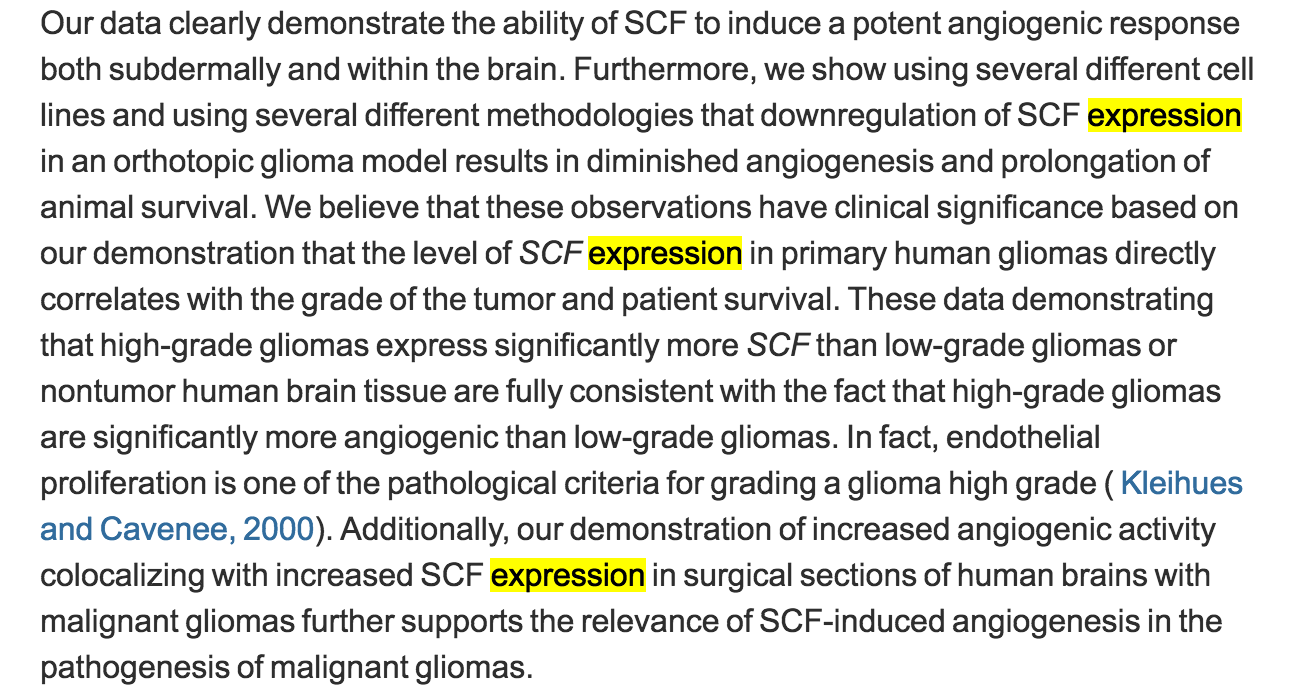 Our data clearly demonstrate the ability of SCF to induce a potent angiogenic response
both subdermally and within the brain. Furthermore, we show using several different cell
lines and using several different methodologies that downregulation of SCF expression
in an orthotopic glioma model results in diminished angiogenesis and prolongation of
animal survival. We believe that these observations have clinical significance based on
our demonstration that the level of SCF expression in primary human gliomas directly
correlates with the grade of the tumor and patient survival. These data demonstrating
that high-grade gliomas express significantly more SCF than low-grade gliomas or
nontumor human brain tissue are fully consistent with the fact that high-grade gliomas
are significantly more angiogenic than low-grade gliomas. In fact, endothelial
proliferation is one of the pathological criteria for grading a glioma high grade ( Kleihues
and Cavenee, 2000). Additionally, our demonstration of increased angiogenic activity
colocalizing with increased SCF expression in surgical sections of human brains with
malignant gliomas further supports the relevance of SCF-induced angiogenesis in the
pathogenesis of malignant gliomas.